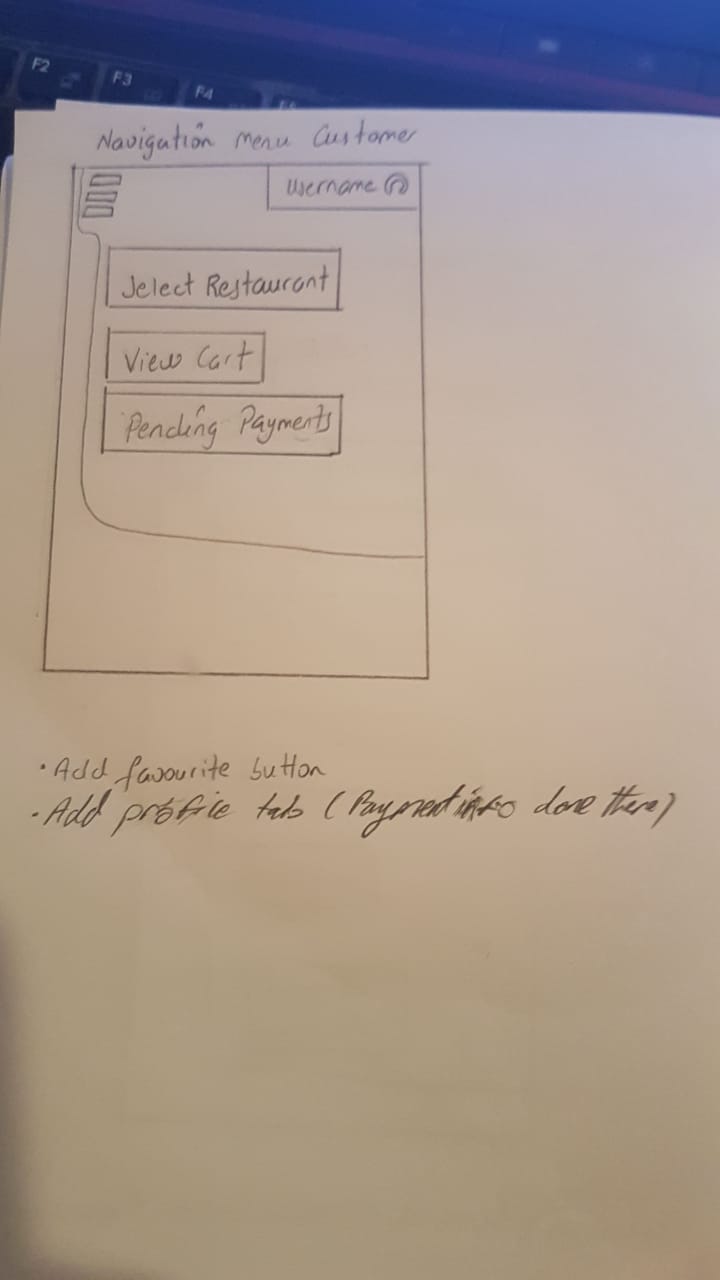 F2
F3
F4
Navigation menu Customer
Username
Select Restaurant
View Cart
Pending Payments
• Add favourite button
• Add profile tab (Payment info done there)